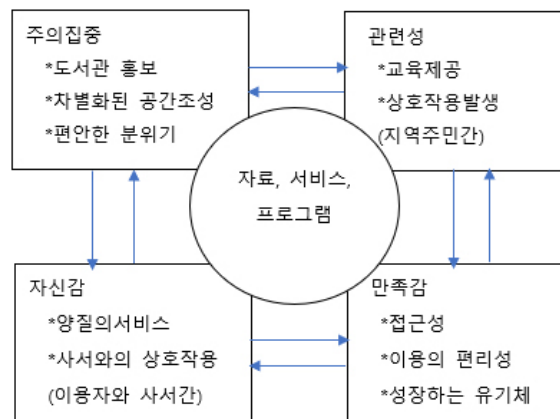 주의집중
*도서관 홍보
*차별화된 공간조성
*편안한 분위기
관련성
*교육제공
*상호작용발생
(지역주민간)
자료, 서비스,
프로그램
자신감
*양질의서비스
*사서와의 상호작용
(이용자와 사서간)
만족감
*접근성
*이용의 편리성
*성장하는 유기체